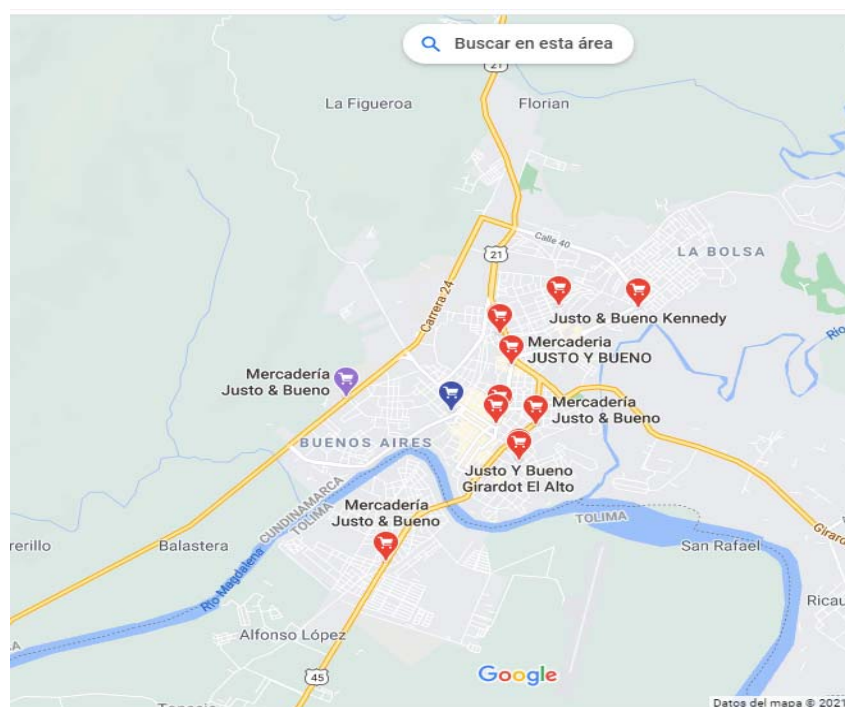 Buscar en esta área
21
La Figueroa
Florian
Calle 40
21
LA BOLSA
Carrera 24
Justo & Bueno Kennedy
Mercaderia
JUSTO Y BUENO
Mercadería
Justo & Bueno
Mercadería
Justo & Bueno
BUENOS AIRES
Justo Y Bueno
Girardot El Alto
CUNDINAMARCA
TOLIMA
Mercadería
Justo & Bueno
TOLIMA
Balastera
San Rafael
Río Magdalena
Alfonso López
45
Google
Datos del mapa © 2021